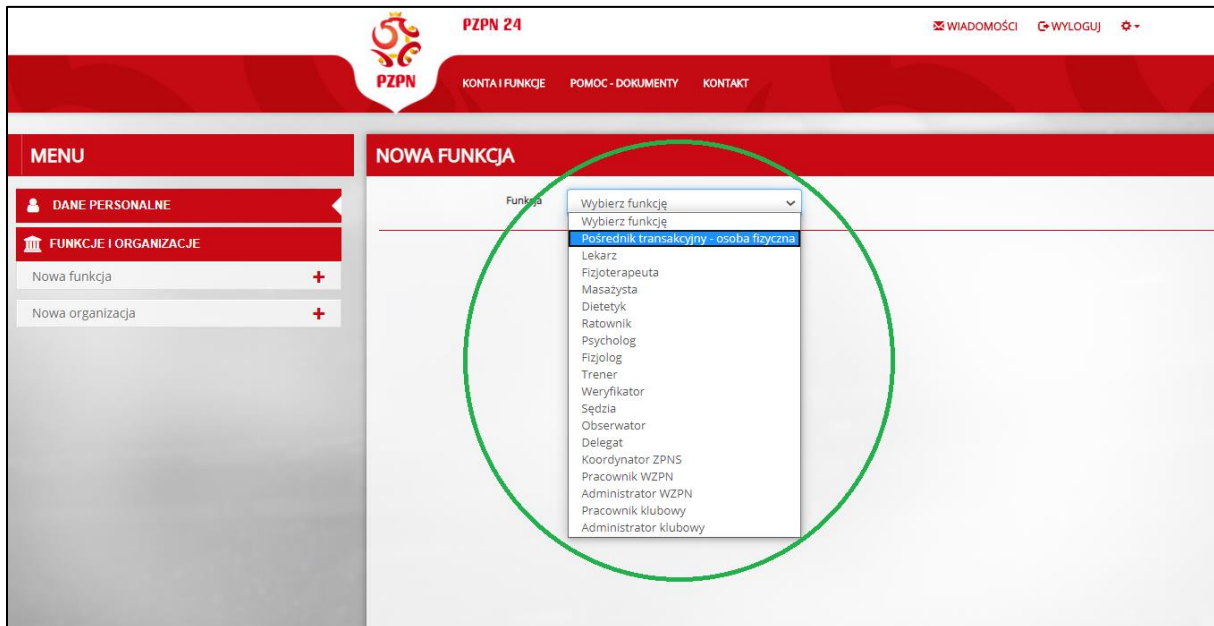 PZPN 24
WIADOMOŚCI
WYLOGUJ
PZPN
KONTA I FUNKCJE
POMOC - DOKUMENTY
KONTAKT
MENU
DANE PERSONALNE
FUNKCJE I ORGANIZACJE
Nowa funkcja
Nowa organizacja
NOWA FUNKCJA
Funkcja
Wybierz funkcję
Wybierz funkcję
Pośrednik transakcyjny - osoba fizyczna
Lekarz
Fizjoterapeuta
Masażysta
Dietetyk
Ratownik
Psycholog
Fizjolog
Trener
Weryfikator
Sędzia
Obserwator
Delegat
Koordynator ZPNS
Pracownik WZPN
Administrator WZPN
Pracownik klubowy
Administrator klubowy